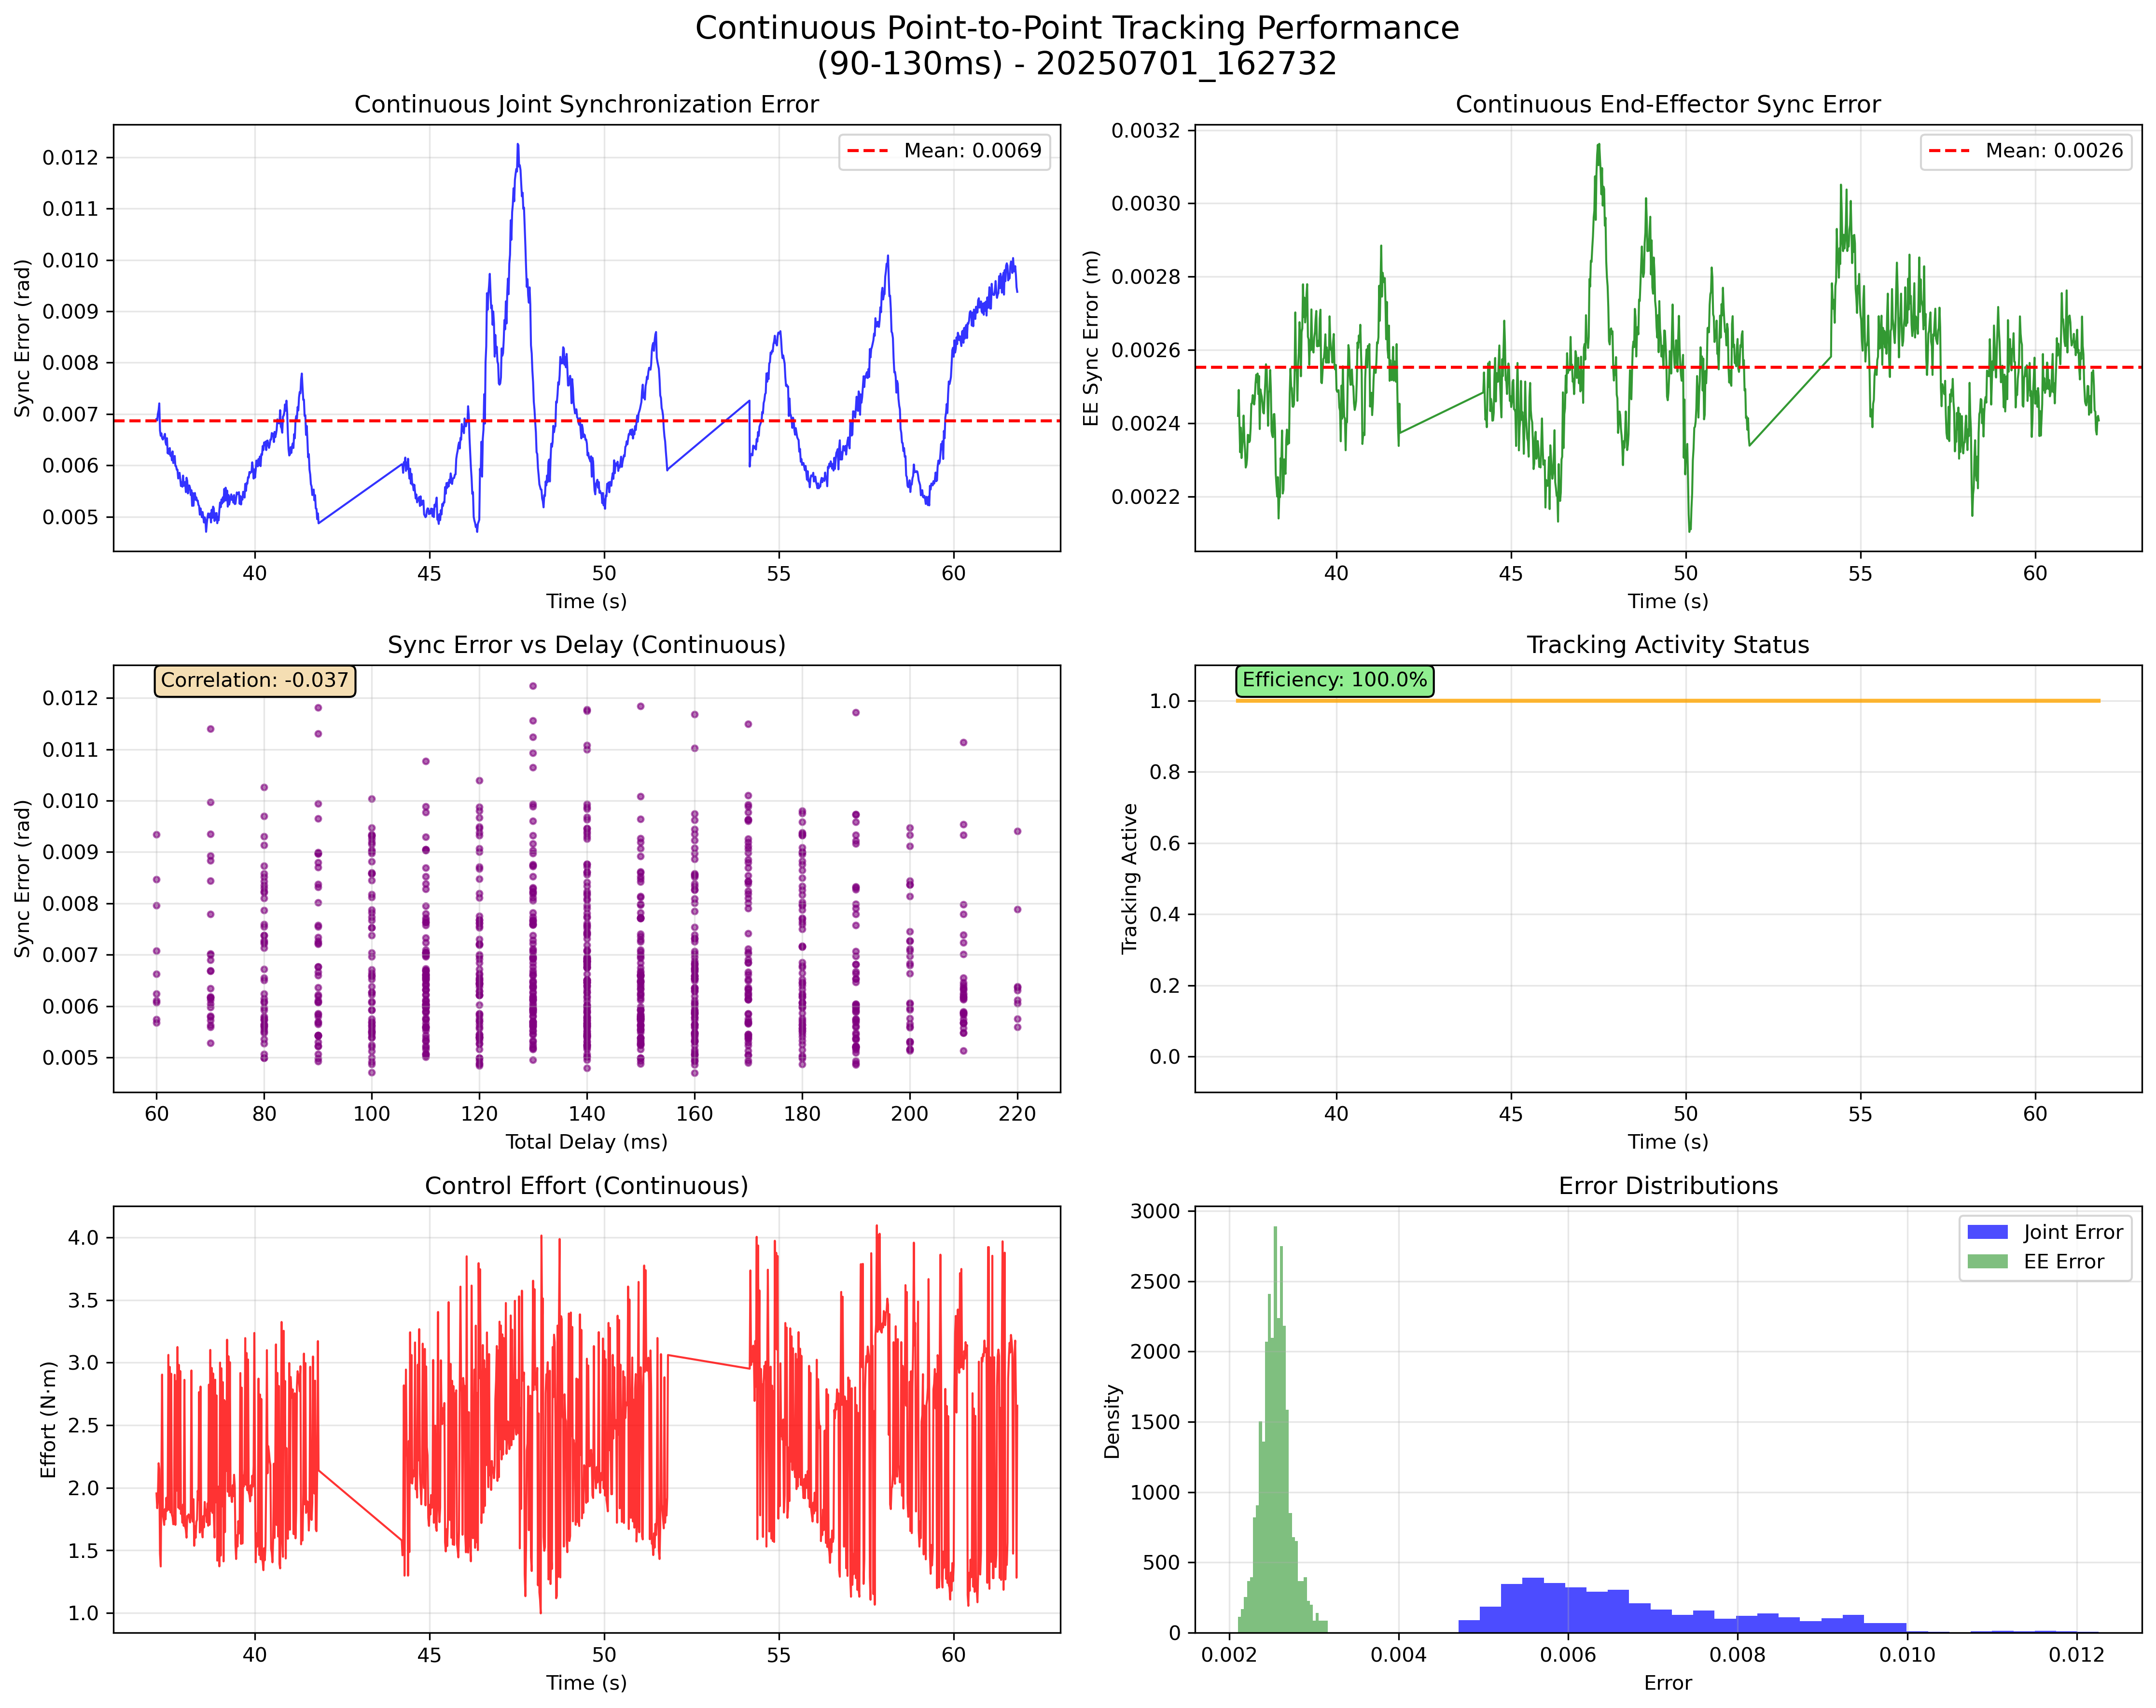 Continuous Point-to-Point Tracking Performance
(90-130ms) - 20250701_162732
Continuous Joint Synchronization Error
Sync Error (rad)
0.012
0.011
0.010
0.009
0.008
0.007
0.006
0.005
Mean: 0.0069
40 45 50 55 60
Time (s)
Continuous End-Effector Sync Error
EE Sync Error (m)
0.0032
0.0030
0.0028
0.0026
0.0024
0.0022
Mean: 0.0026
40 45 50 55 60
Time (s)
Sync Error vs Delay (Continuous)
Correlation: -0.037
Sync Error (rad)
0.012
0.011
0.010
0.009
0.008
0.007
0.006
0.005
60 80 100 120 140 160 180 200 220
Total Delay (ms)
Tracking Activity Status
Efficiency: 100.0%
Tracking Active
1.0
0.8
0.6
0.4
0.2
0.0
40 45 50 55 60
Time (s)
Control Effort (Continuous)
Effort (N·m)
4.0
3.5
3.0
2.5
2.0
1.5
1.0
40 45 50 55 60
Time (s)
Error Distributions
Density
3000
2500
2000
1500
1000
500
0
Joint Error
EE Error
0.002 0.004 0.006 0.008 0.010 0.012
Error